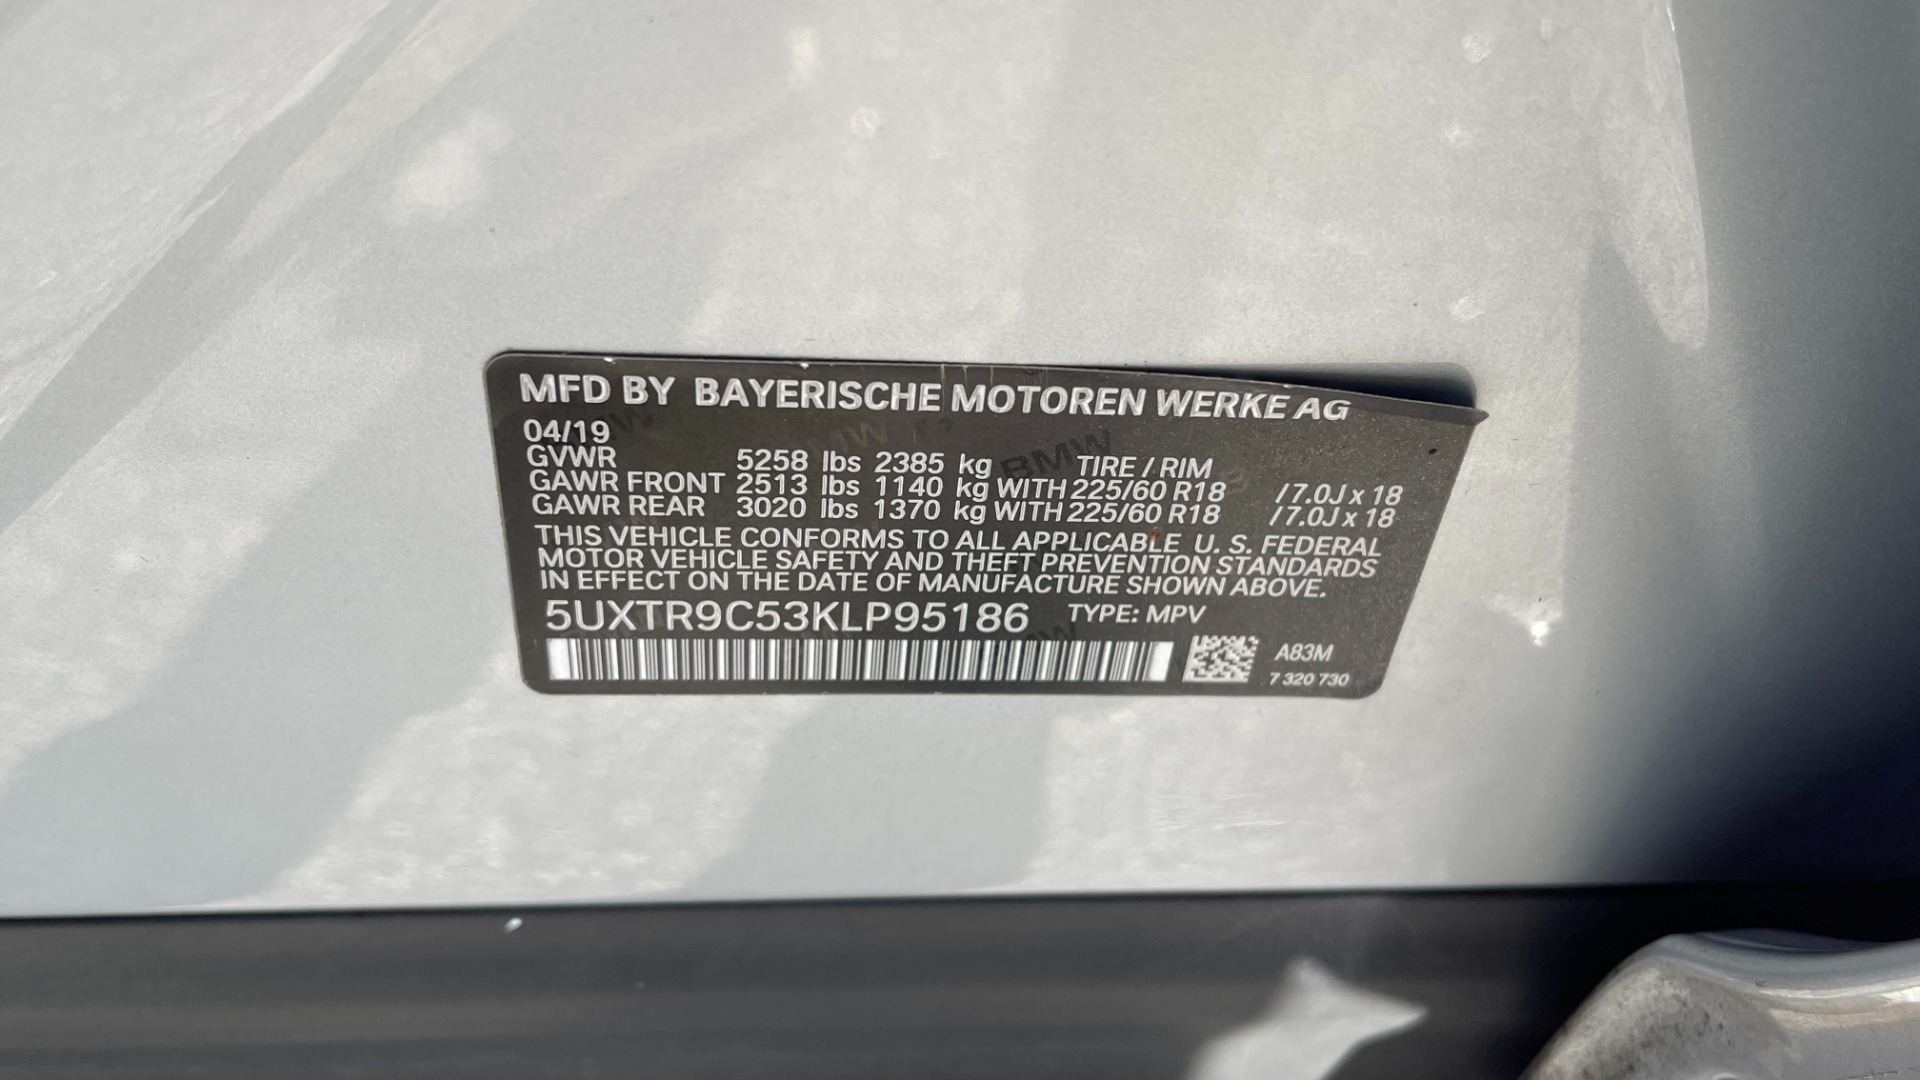 MFD BY BAYERISCHE MOTOREN WERKE AG
04/19
GVWR 5258 lbs 2385 kg TIRE / RIM
GAWR FRONT 2513 lbs 1140 kg WITH 225/60 R18 / 7.0J x 18
GAWR REAR 3020 lbs 1370 kg WITH 225/60 R18 / 7.0J x 18
THIS VEHICLE CONFORMS TO ALL APPLICABLE U. S. FEDERAL
MOTOR VEHICLE SAFETY AND THEFT PREVENTION STANDARDS
IN EFFECT ON THE DATE OF MANUFACTURE SHOWN ABOVE.
5UXTR9C53KLP95186 TYPE: MPV
A83M
7 320 730